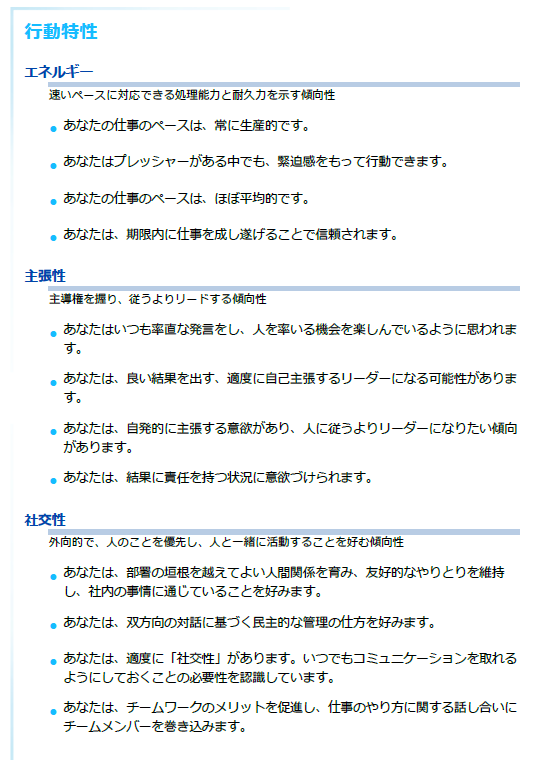 行動特性
エネルギー
速いペースに対応できる処理能力と耐久力を示す傾向性
● あなたの仕事のペースは、常に生産的です。
● あなたはプレッシャーがある中でも、緊迫感をもって行動できます。
● あなたの仕事のペースは、ほぼ平均的です。
● あなたは、期限内に仕事を成し遂げることで信頼されます。
主張性
主導権を握り、従うよりリードする傾向性
● あなたはいつも率直な発言をし、人を率いる機会を楽しんでいるように思われま
す。
● あなたは、良い結果を出す、適度に自己主張するリーダーになる可能性がありま
す。
● あなたは、自発的に主張する意欲があり、人に従うよりリーダーになりたい傾向
があります。
● あなたは、結果に責任を持つ状況に意欲づけられます。
社交性
外向的で、人のことを優先し、人と一緒に活動することを好む傾向性
● あなたは、部署の垣根を越えてよい人間関係を育み、友好的なやりとりを維持
し、社内の事情に通じていることを好みます。
● あなたは、双方向の対話に基づく民主的な管理の仕方を好みます。
● あなたは、適度に「社交性」があります。いつでもコミュニケーションを取れる
ようにしておくことの必要性を認識しています。
● あなたは、チームワークのメリットを促進し、仕事のやり方に関する話し合いに
チームメンバーを巻き込みます。